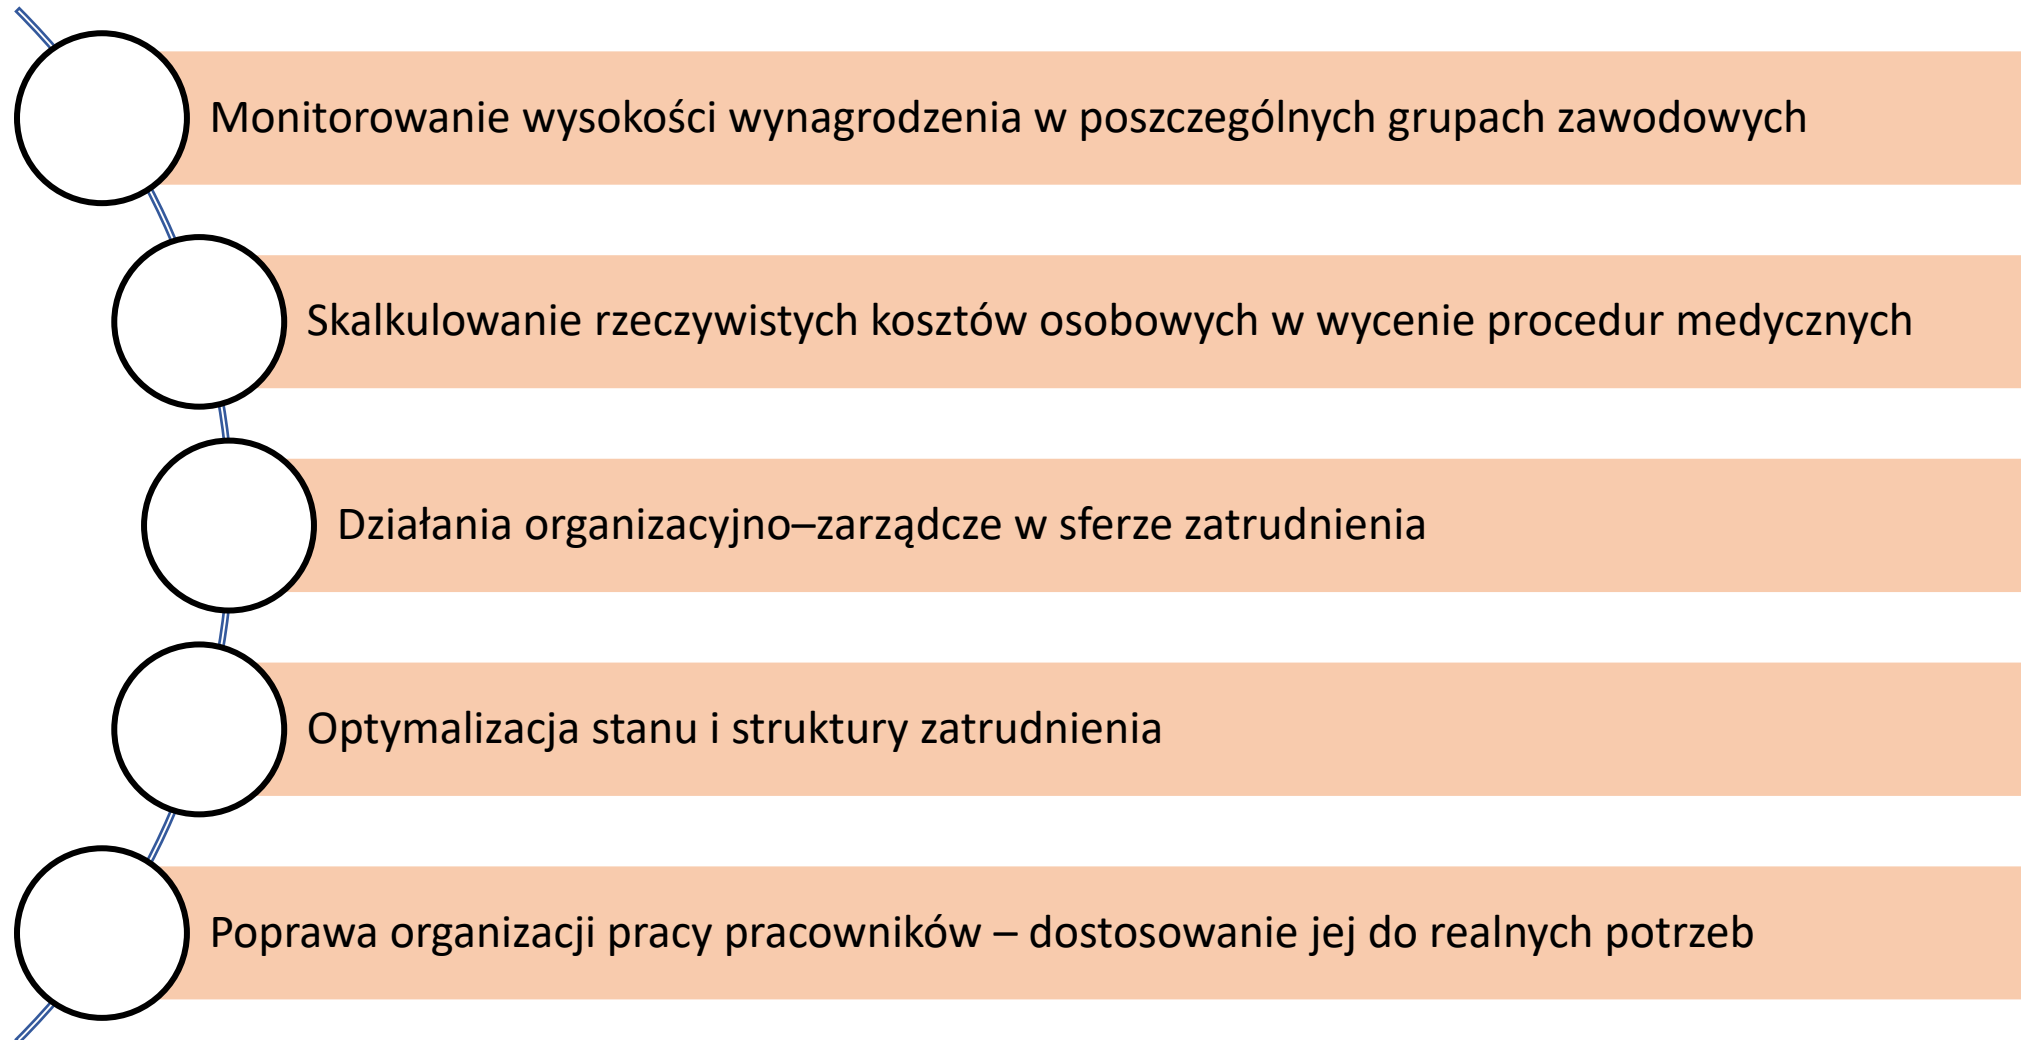 Monitorowanie wysokości wynagrodzenia w poszczególnych grupach zawodowych
Skalkulowanie rzeczywistych kosztów osobowych w wycenie procedur medycznych
Działania organizacyjno–zarządcze w sferze zatrudnienia
Optymalizacja stanu i struktury zatrudnienia
Poprawa organizacji pracy pracowników – dostosowanie jej do realnych potrzeb